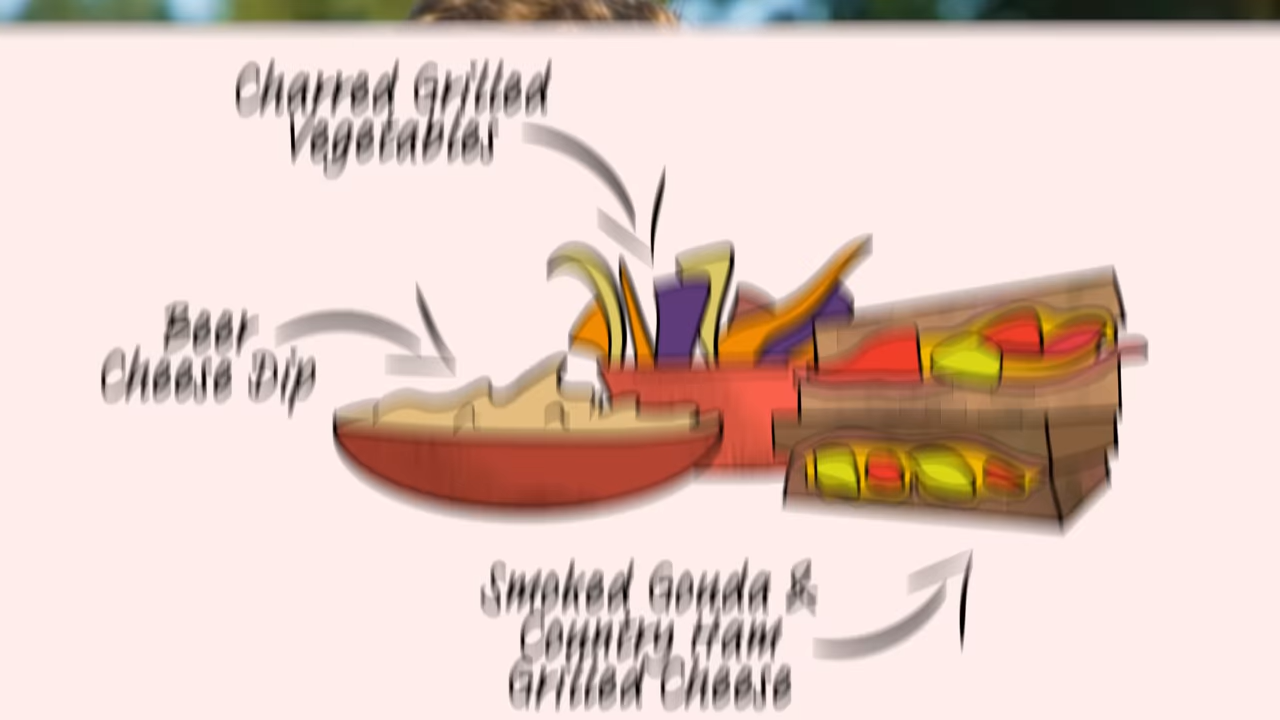 Charred Grilled
Vegetables
Beer
Cheese Dip
Smoked Gouda &
Country Ham
Grilled Cheese